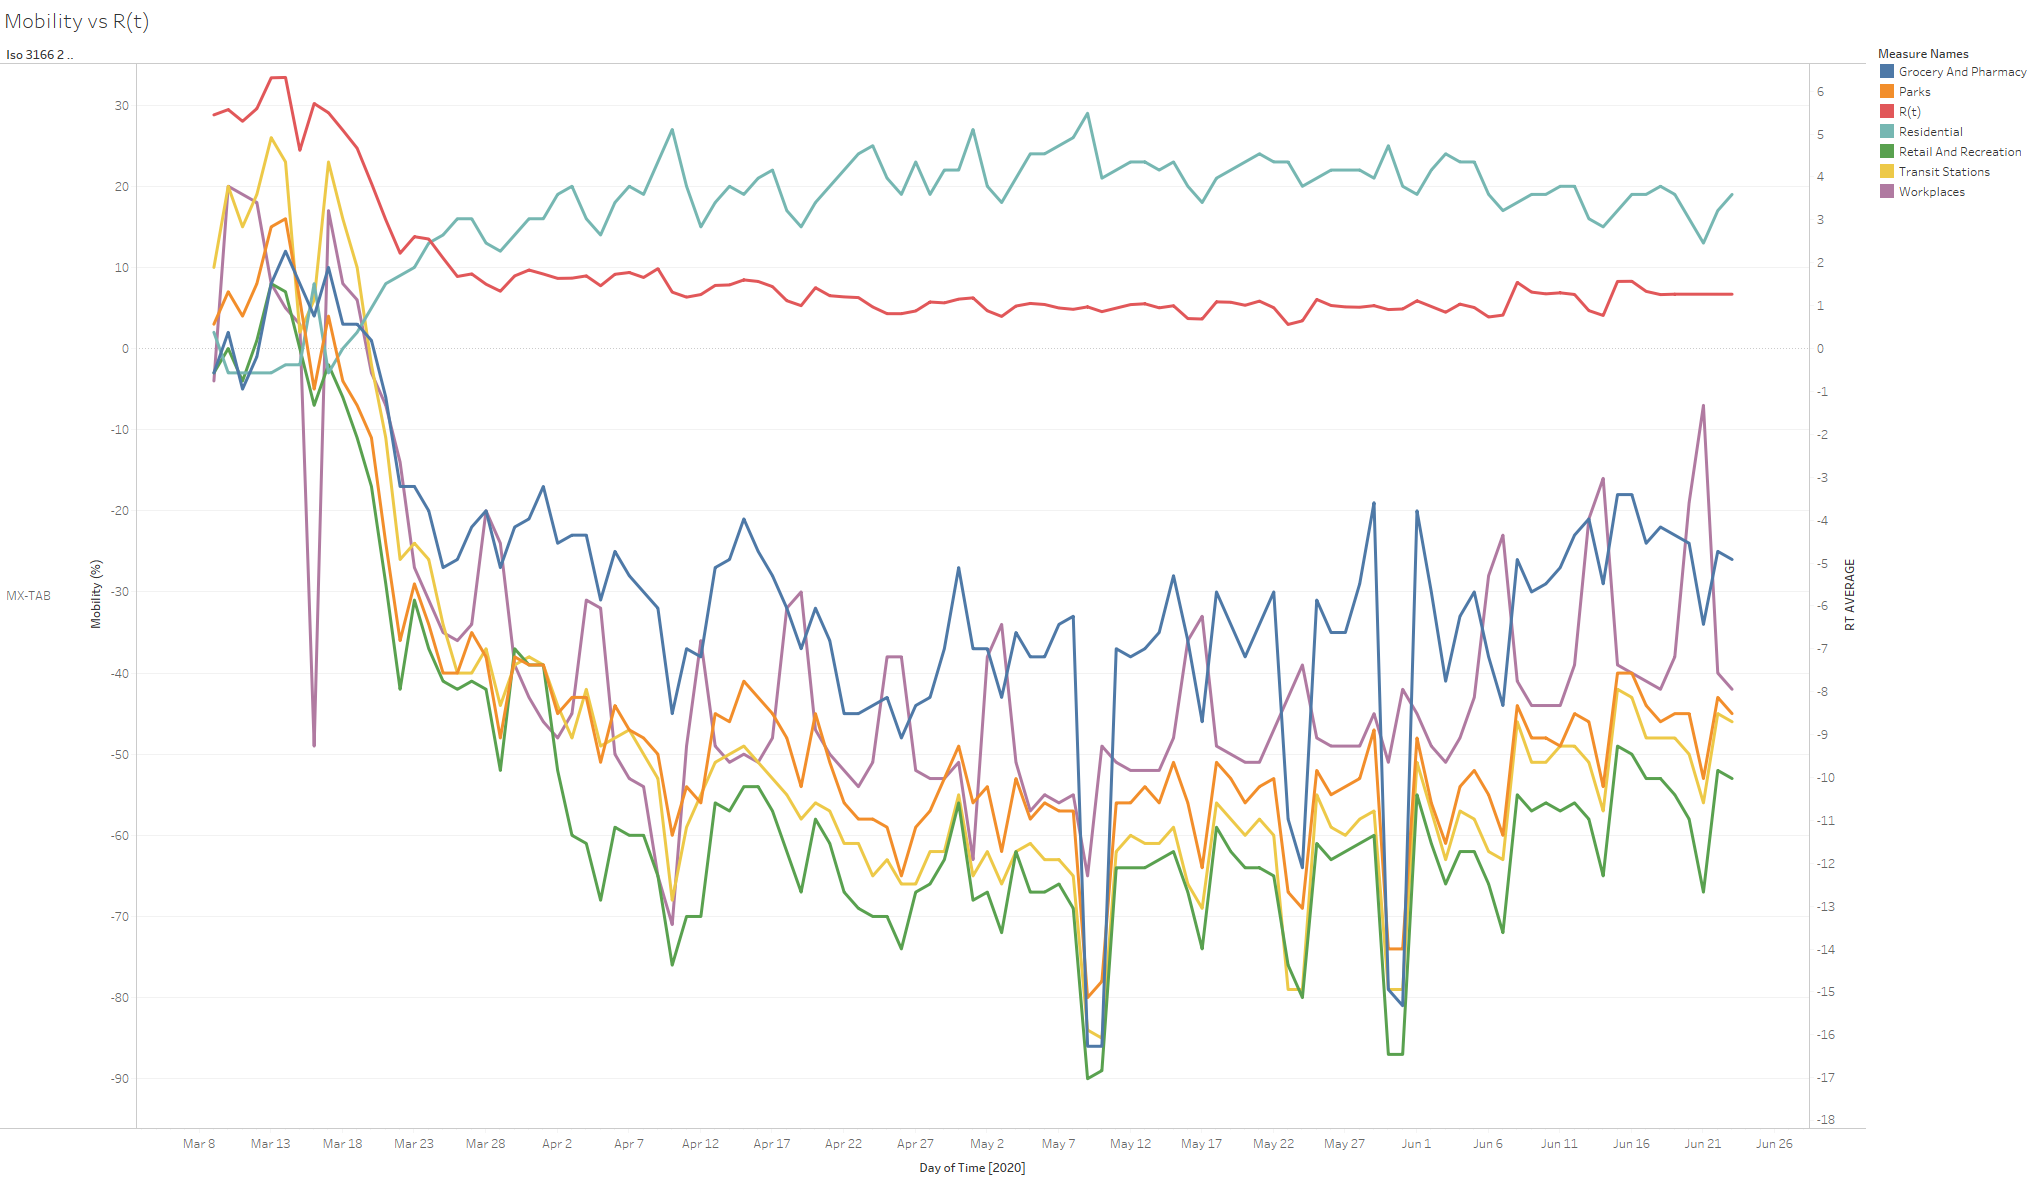 Mobility vs R(t)
Iso 3166 2 ..
Measure Names
Grocery And Pharmacy
Parks
R(t)
Residential
Retail And Recreation
Transit Stations
Workplaces
MX-TAB
Mobility (%)
30
20
10
0
-10
-20
-30
-40
-50
-60
-70
-80
-90
6
5
4
3
2
1
0
-1
-2
-3
-4
-5
-6
-7
-8
-9
-10
-11
-12
-13
-14
-15
-16
-17
-18
RT AVERAGE
Mar 8 Mar 13 Mar 18 Mar 23 Mar 28 Apr 2 Apr 7 Apr 12 Apr 17 Apr 22 Apr 27 May 2 May 7 May 12 May 17 May 22 May 27 Jun 1 Jun 6 Jun 11 Jun 16 Jun 21 Jun 26
Day of Time [2020]